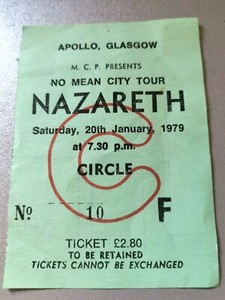 APOLLO, GLASGOW
M. C. P. PRESENTS
NO MEAN CITY TOUR
NAZARETH
Saturday, 20th January, 1979
at 7.30 p.m.
CIRCLE
C
No 10 F
TICKET £2.80
TO BE RETAINED
TICKETS CANNOT BE EXCHANGED